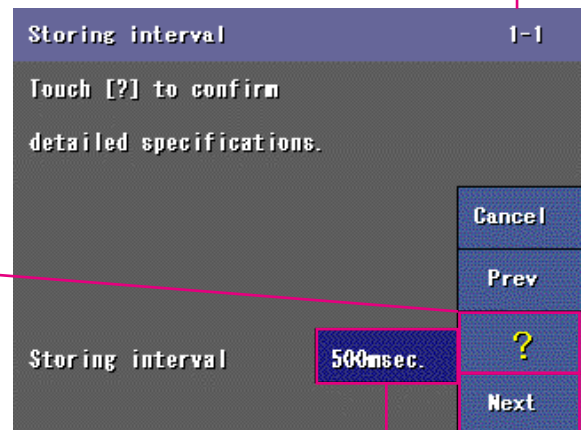 Storing interval 1-1
Touch [?] to confirm
detailed specifications.
Cancel
Prev
?
Storing interval 500msec.
Next